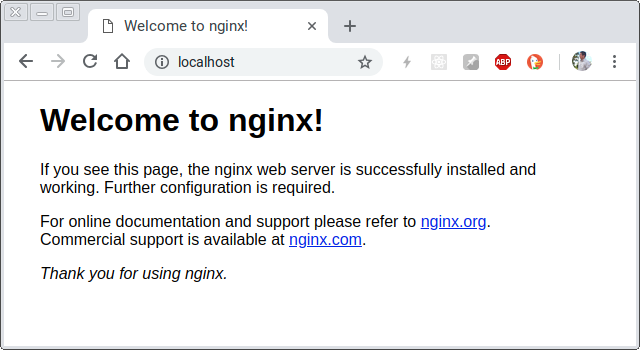 Welcome to nginx!
localhost
ABP
Welcome to nginx!
If you see this page, the nginx web server is successfully installed and
working. Further configuration is required.
For online documentation and support please refer to nginx.org.
Commercial support is available at nginx.com.
Thank you for using nginx.